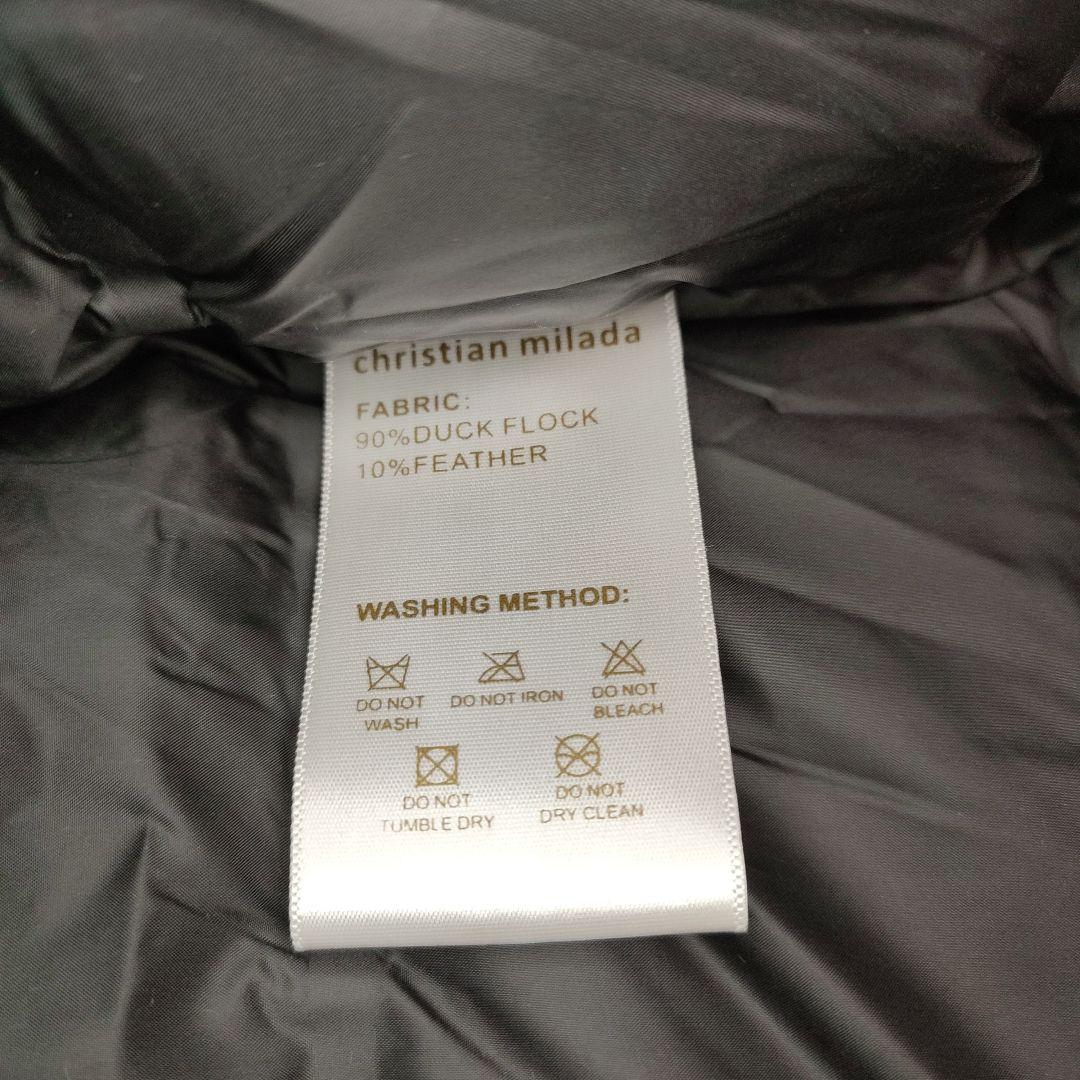 christian milada
FABRIC:
90%DUCK FLOCK
10%FEATHER
WASHING METHOD:
DO NOT
WASH
DO NOT IRON
DO NOT
BLEACH
DO NOT
TUMBLE DRY
DO NOT
DRY CLEAN